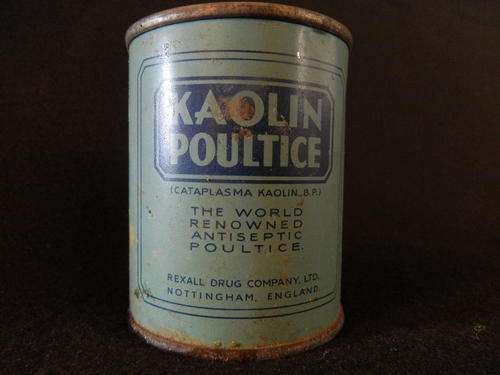 KAOLIN
POULTICE
(CATAPLASMA KAOLIN. B.P.)
THE WORLD
RENOWNED
ANTISEPTIC
POULTICE.
REXALL DRUG COMPANY, LTD.
NOTTINGHAM, ENGLAND.